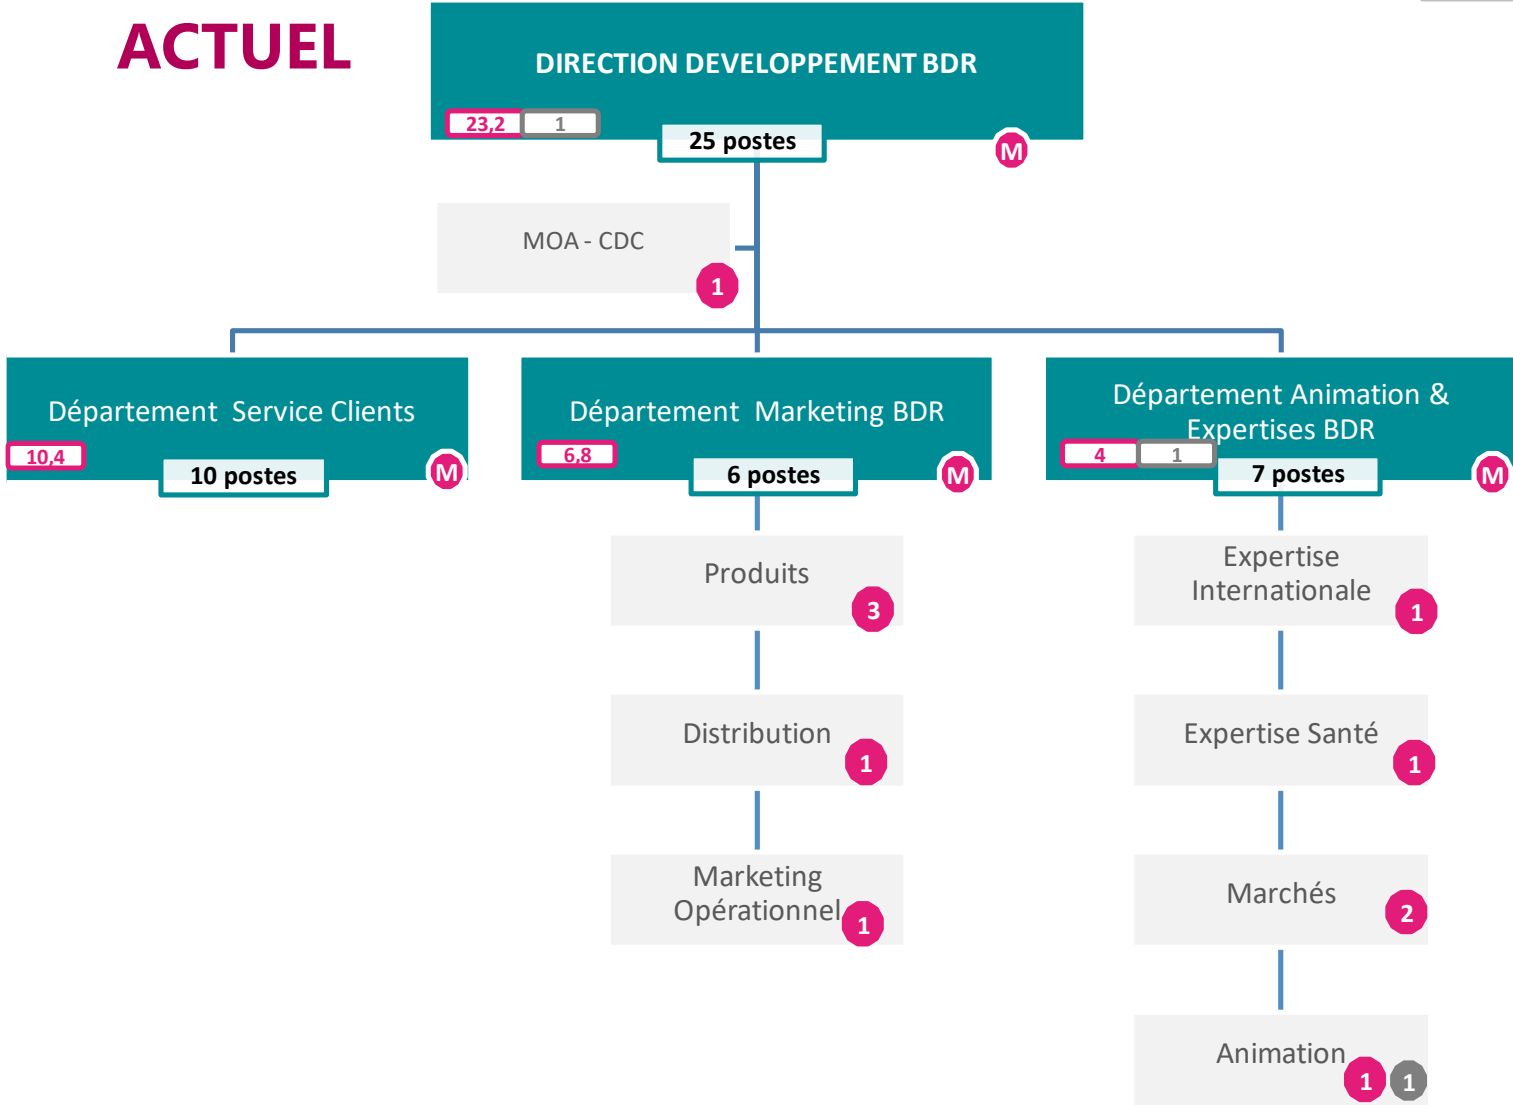 ACTUEL
DIRECTION DEVELOPPEMENT BDR
23,2
1
25 postes
M
MOA - CDC
1
Département Service Clients
10,4
10 postes
M
Département Marketing BDR
6,8
6 postes
M
Département Animation &
Expertises BDR
4
1
7 postes
M
Produits
3
Distribution
1
Marketing
Opérationnel
1
Expertise
Internationale
1
Expertise Santé
1
Marchés
2
Animation
1
1